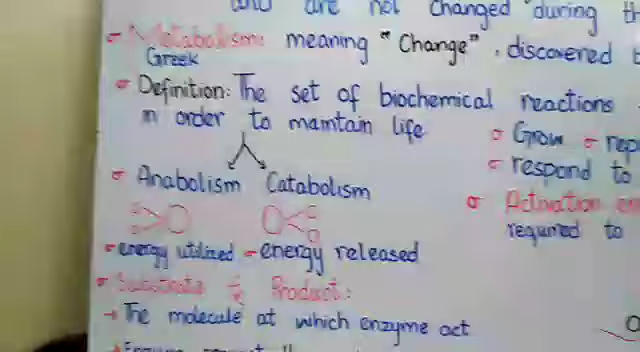 are not changed during
Metabolism: meaning "Change", discovered
Greek
Definition: The set of biochemical reactions
in order to maintain life
Grow
respond to
Anabolism Catabolism
Activation
required to
energy utilized energy released
Substrate & Product:
→ The molecule at which enzyme act